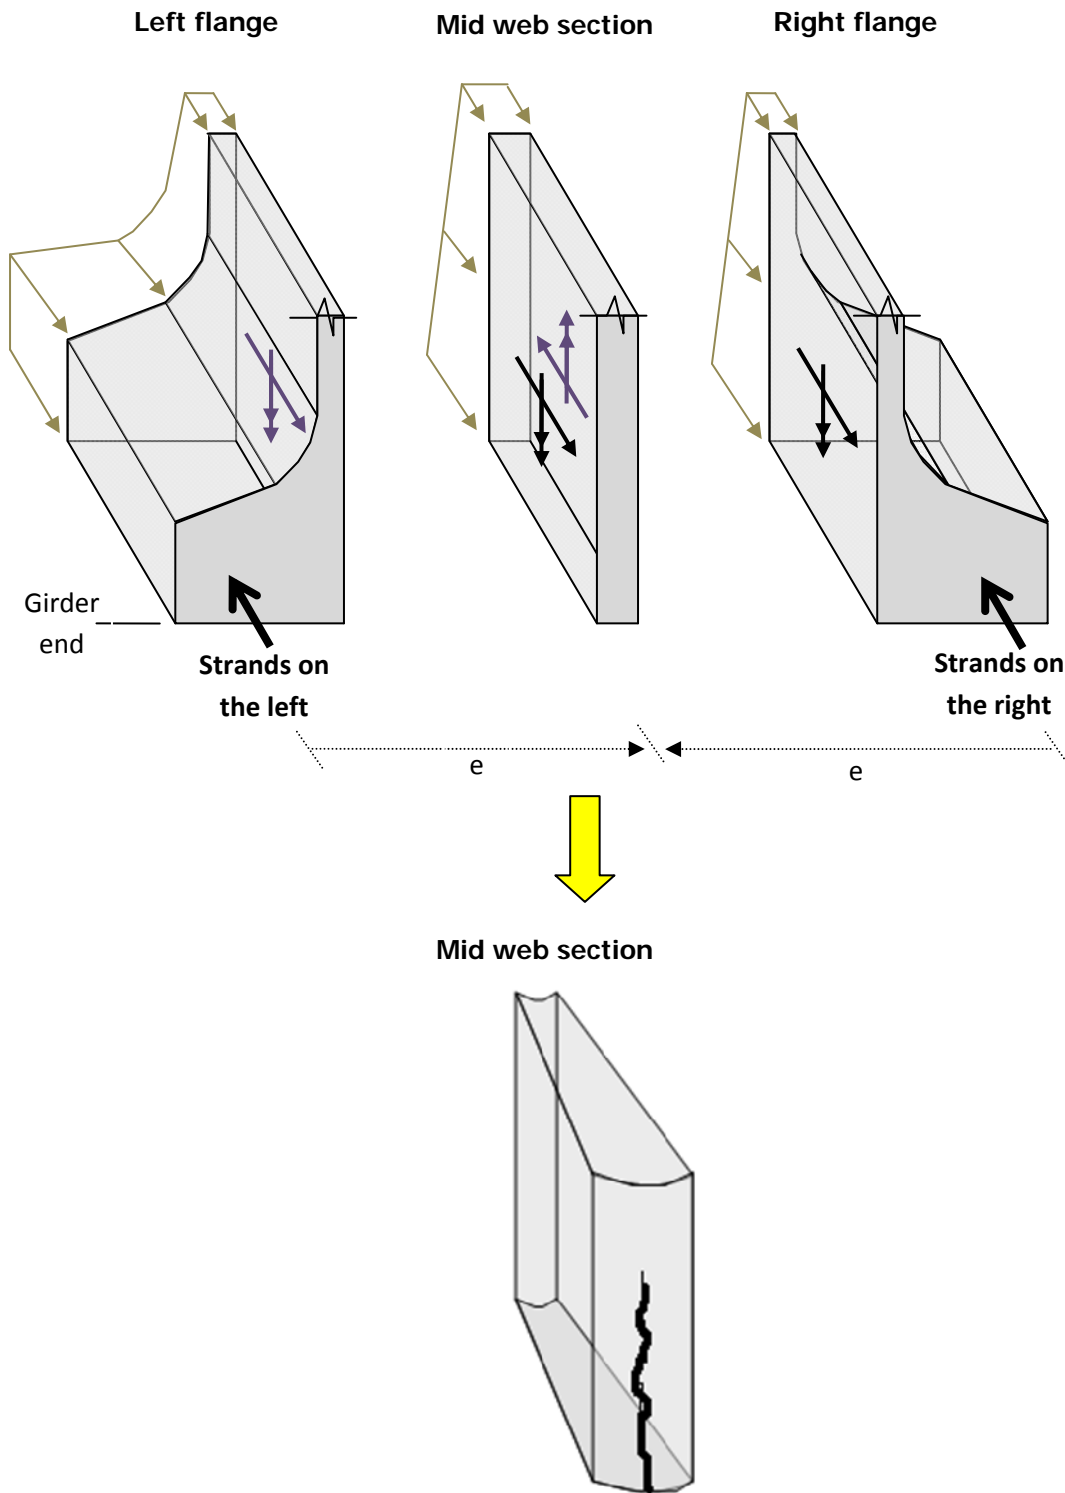 Left flange
Mid web section
Right flange
Girder
end
Strands on
the left
Strands on
the right
e
e
Mid web section